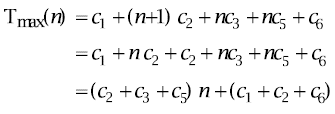 Tmax(n) = c₁ + (n+1) c₂ + nc₃ + nc₅ + c₆
= c₁ + n c₂ + c₂ + nc₃ + nc₅ + c₆
= (c₂ + c₃ + c₅) n + (c₁ + c₂ + c₆)